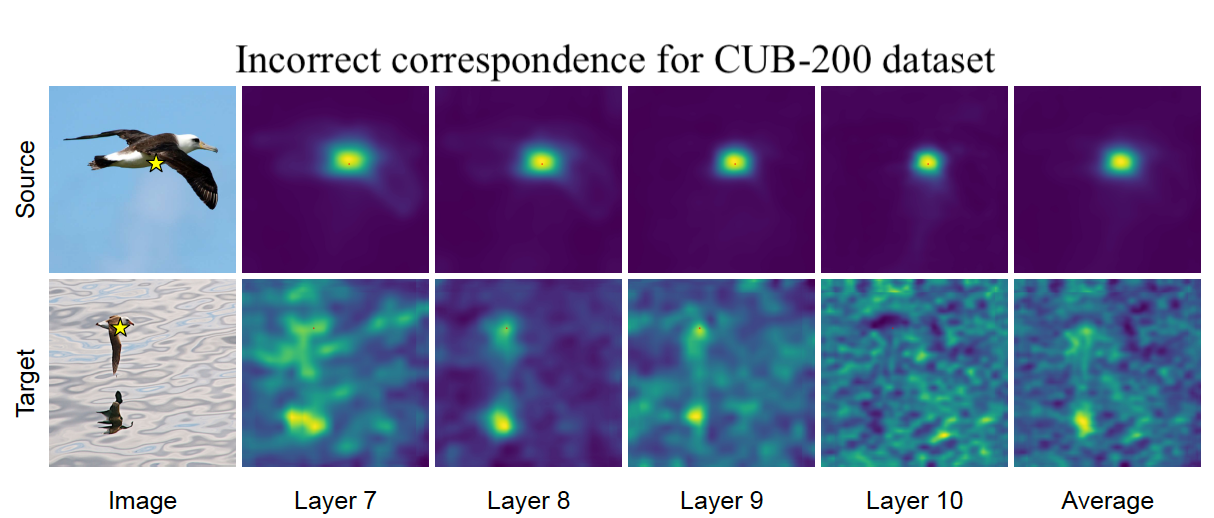 Incorrect correspondence for CUB-200 dataset
Source
Target
Image Layer 7 Layer 8 Layer 9 Layer 10 Average